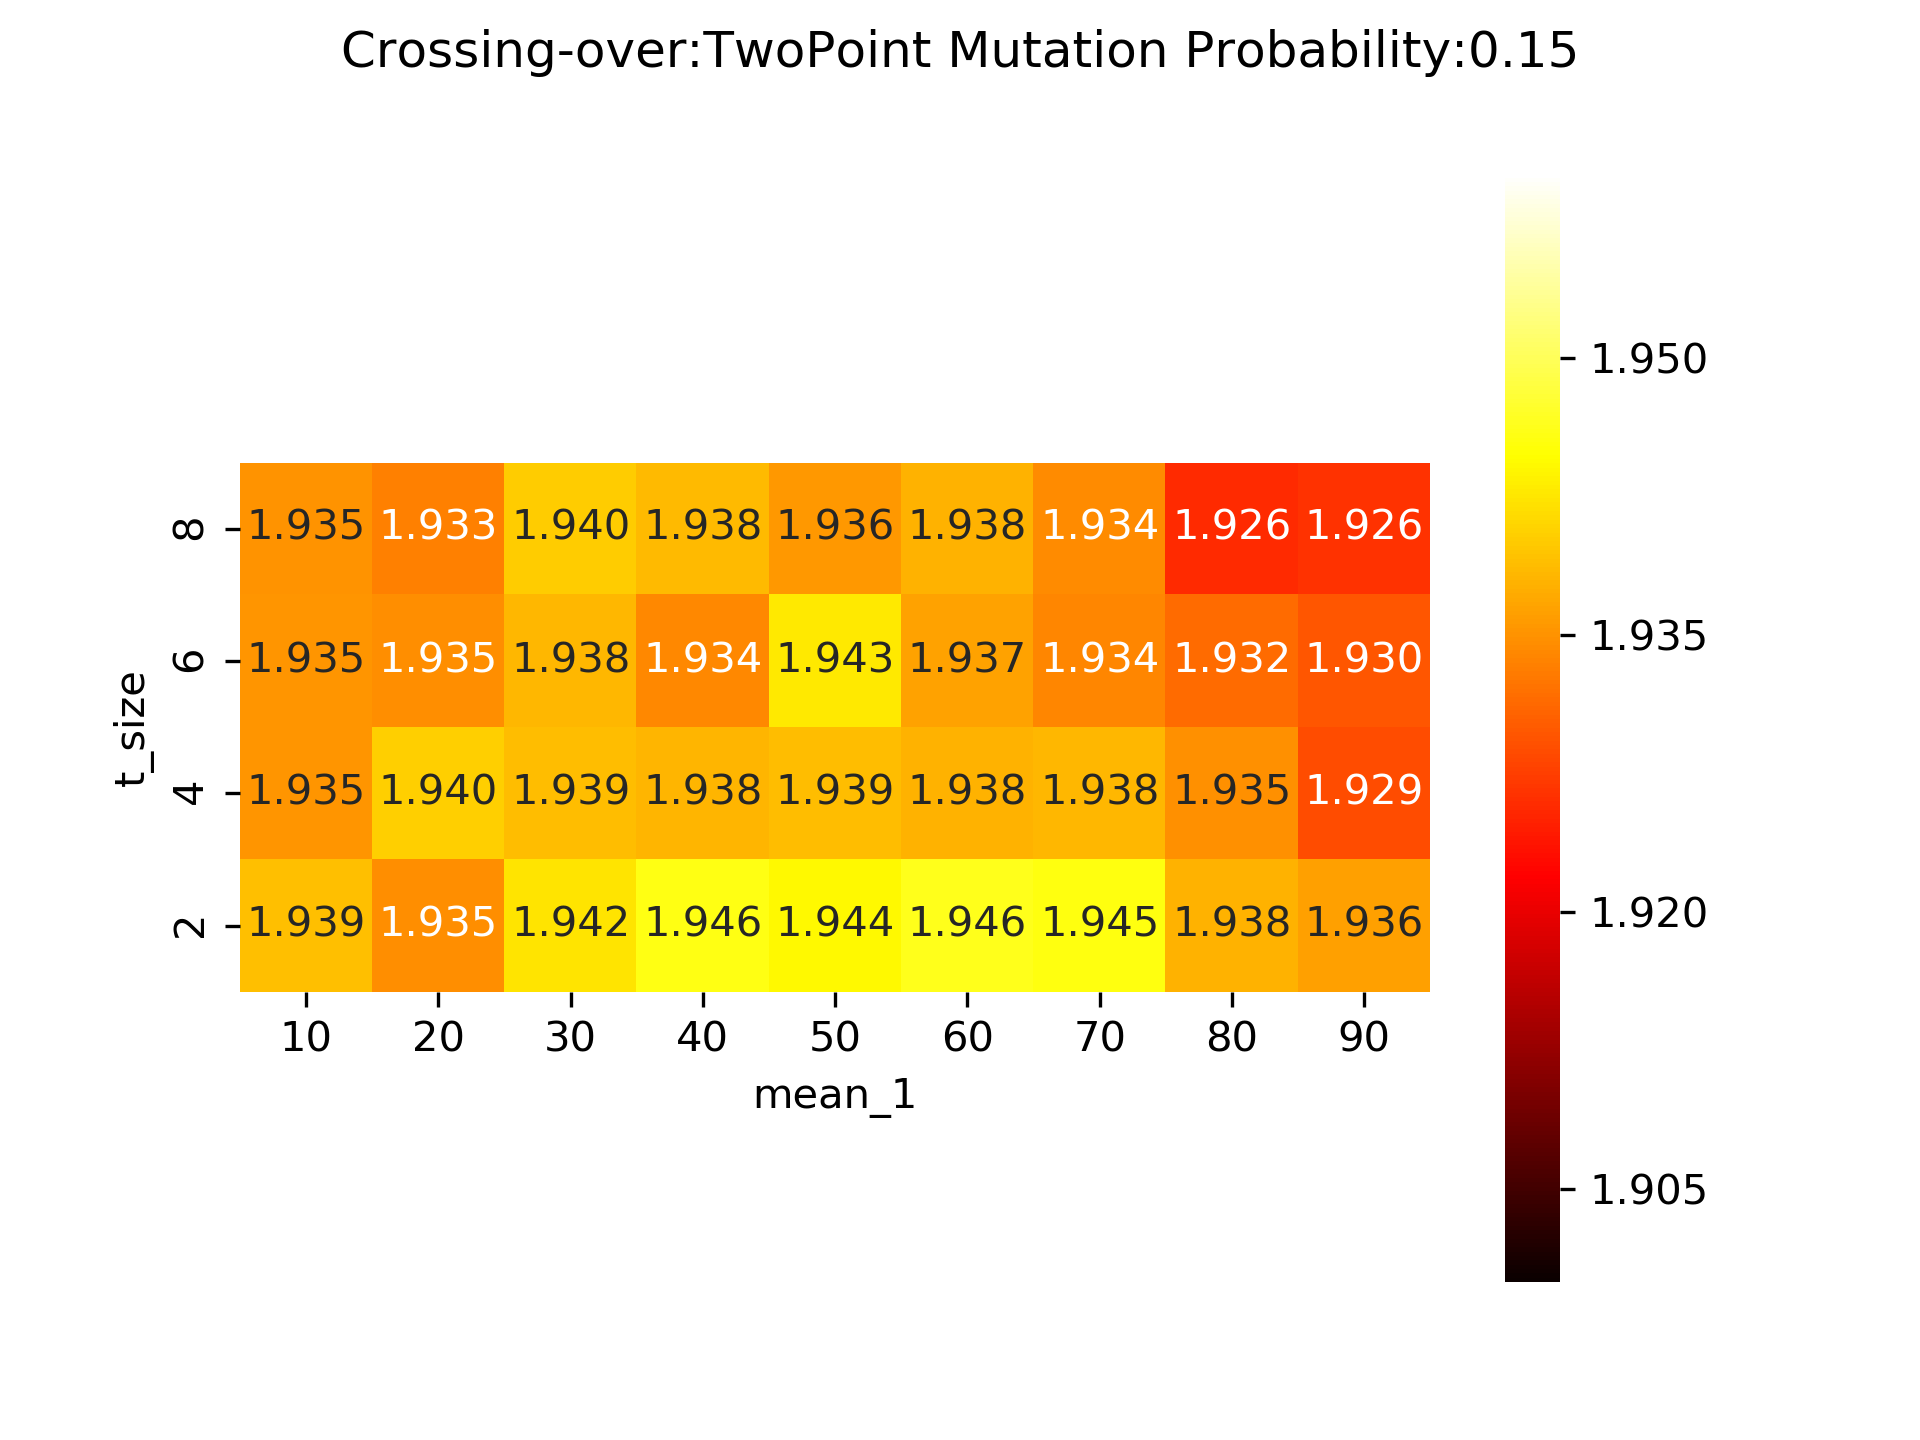 Crossing-over:TwoPoint Mutation Probability:0.15
t_size
8 1.935 1.933 1.940 1.938 1.936 1.938 1.934 1.926 1.926
6 1.935 1.935 1.938 1.934 1.943 1.937 1.934 1.932 1.930
4 1.935 1.940 1.939 1.938 1.939 1.938 1.938 1.935 1.929
2 1.939 1.935 1.942 1.946 1.944 1.946 1.945 1.938 1.936
10 20 30 40 50 60 70 80 90
mean_1
1.950
1.935
1.920
1.905